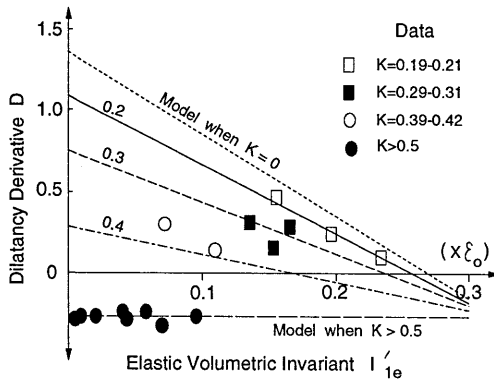 Data
K=0.19-0.21
K=0.29-0.31
K=0.39-0.42
K>0.5
Dilatancy Derivative D
1.5
1.0
0.5
0
Model when K=0
0.2
0.3
0.4
0.1
0.2
0.3
(xξ₀)
Model when K>0.5
Elastic Volumetric Invariant I′₁ₑ